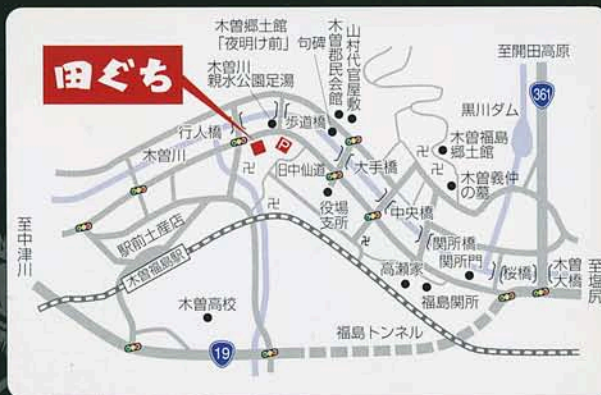 木曽郷土館
「夜明け前」句碑
木曽郡民会館
山村代官屋敷
至開田高原
361
田ぐち
木曽川
親水公園足湯
歩道橋
黒川ダム
行人橋
木曽川
P
旧中仙道
大手橋
木曽福島
郷土館
木曽義仲
の墓
役場
支所
中央橋
駅前土産店
木曽福島駅
関所橋
関所門
高瀬家
福島関所
桜橋
木曽
大橋
至塩尻
至中津川
木曽高校
福島トンネル
19